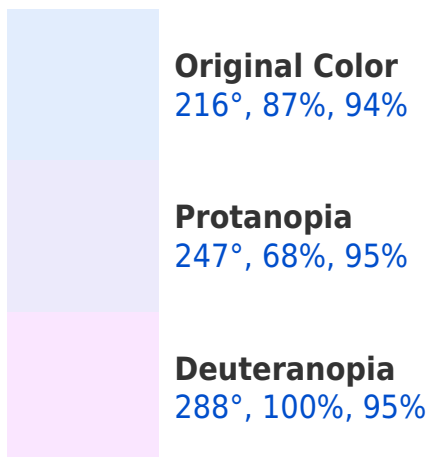 Original Color
216°, 87%, 94%
Protanopia
247°, 68%, 95%
Deuteranopia
288°, 100%, 95%